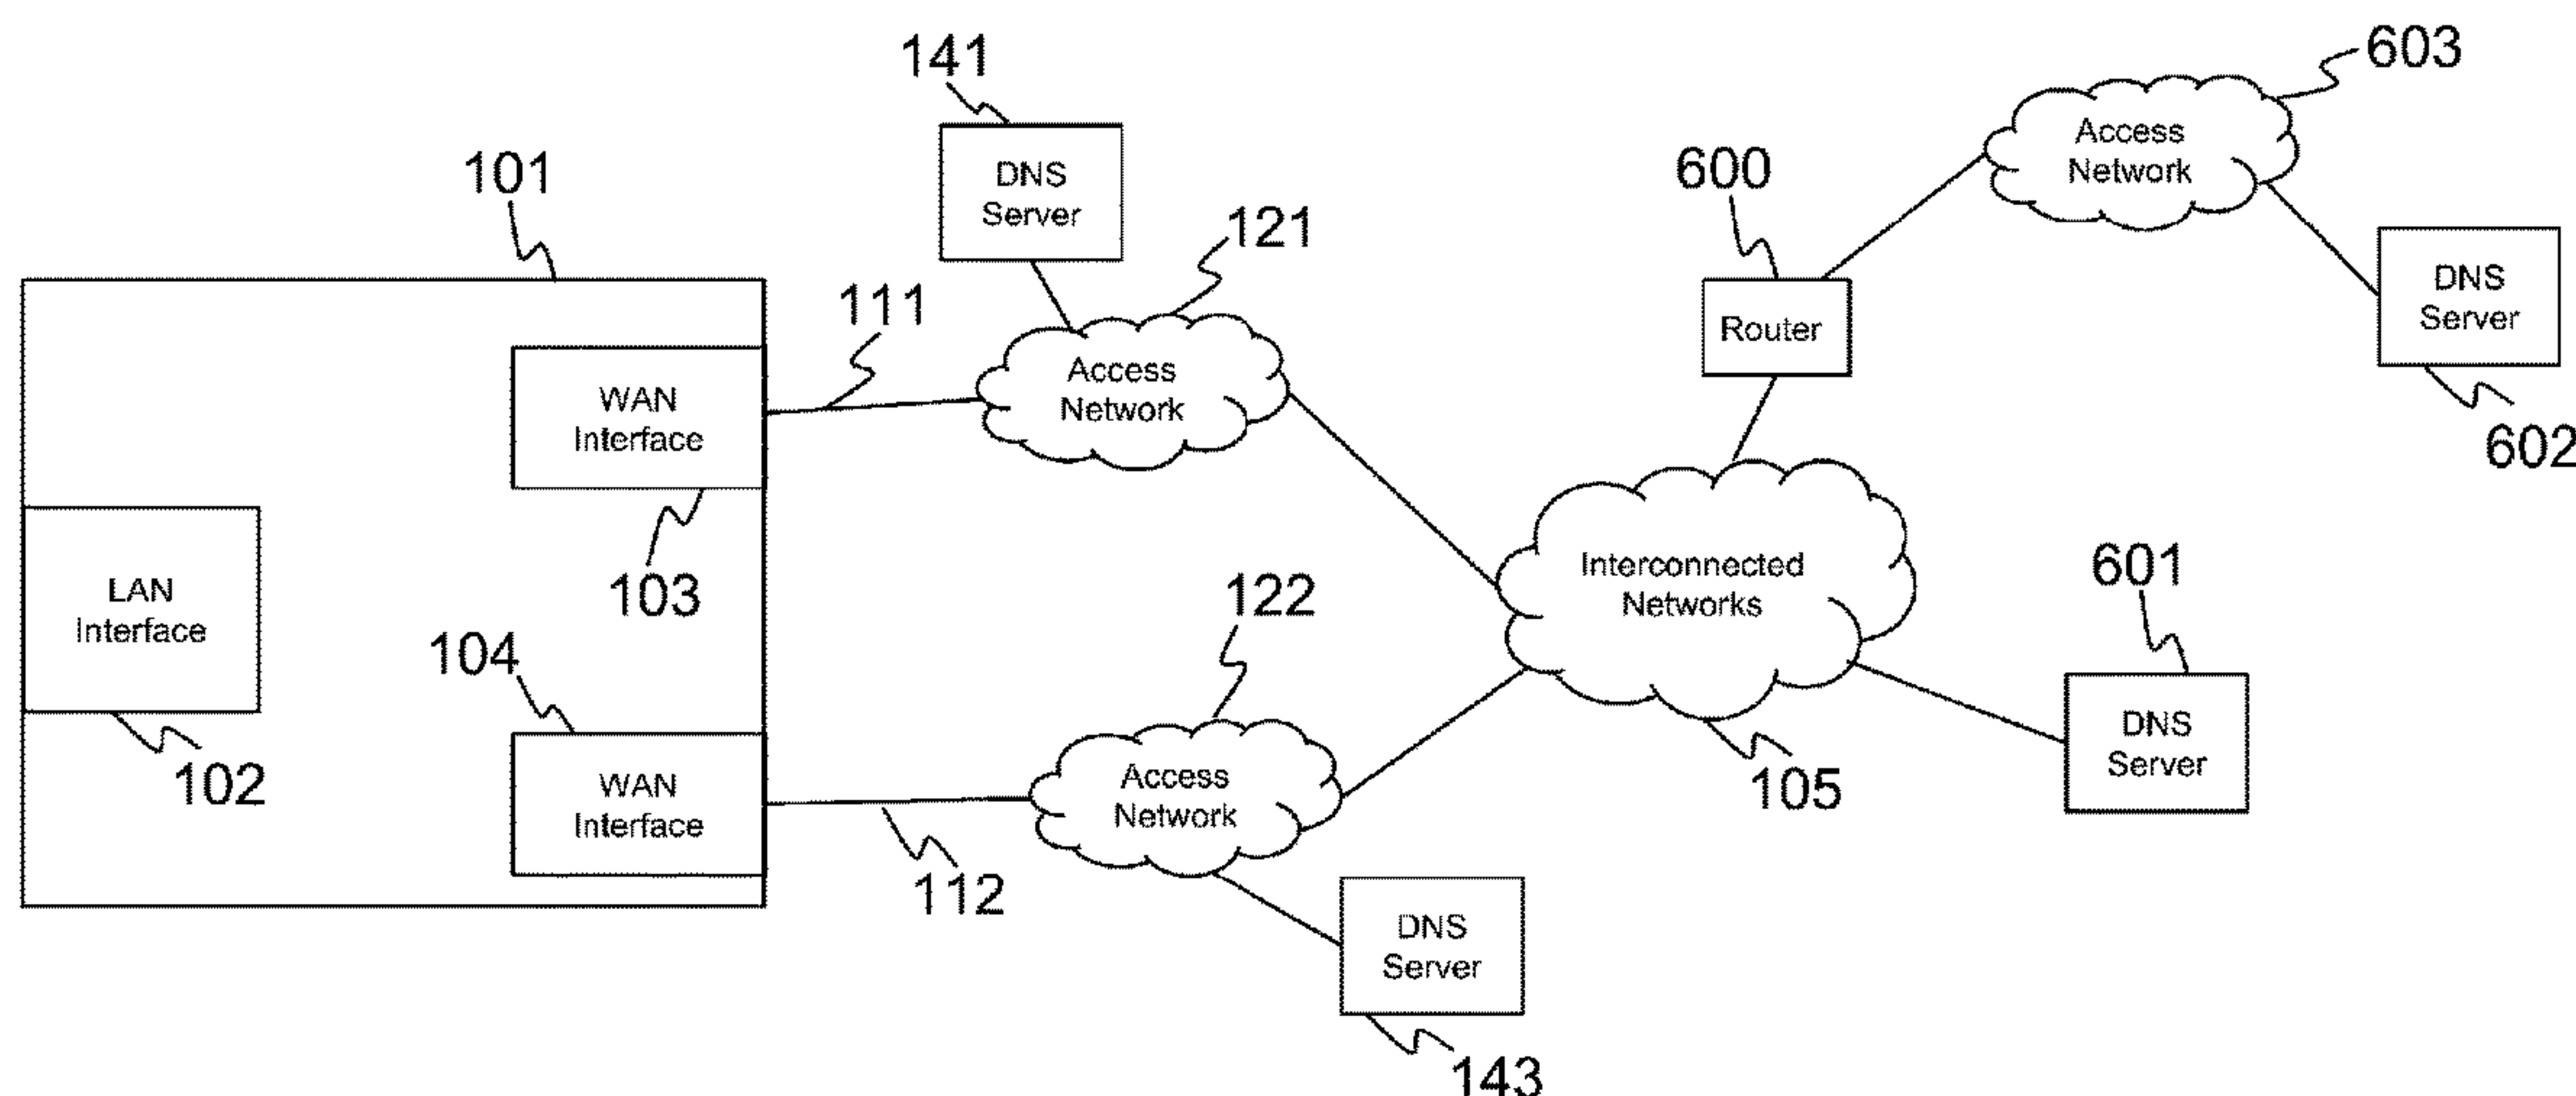 141
603
Access
Network
DNS
Server
600
101
121
DNS
Server
111
Router
Access
Network
WAN
Interface
602
103
LAN
Interface
Interconnected
Networks
601
122
104
DNS
Server
102
WAN
Interface
Access
Network
105
112
DNS
Server
143